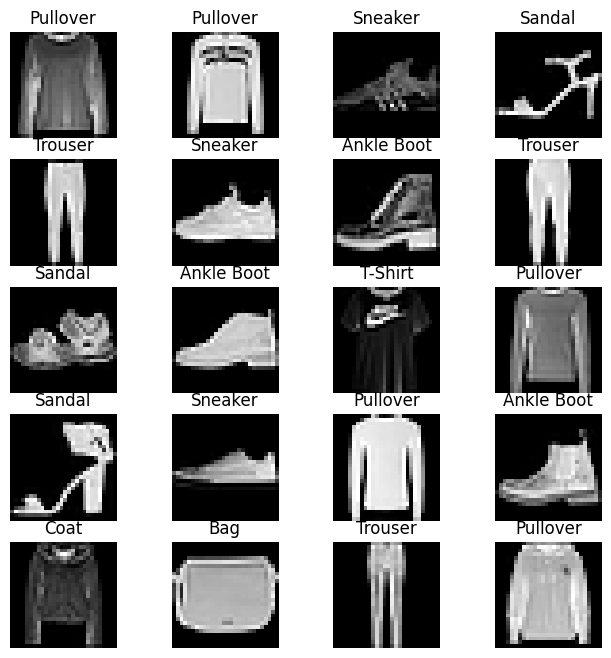 Pullover Pullover Sneaker Sandal
Trouser Sneaker Ankle Boot Trouser
Sandal Ankle Boot T-Shirt Pullover
Sandal Sneaker Pullover Ankle Boot
Coat Bag Trouser Pullover